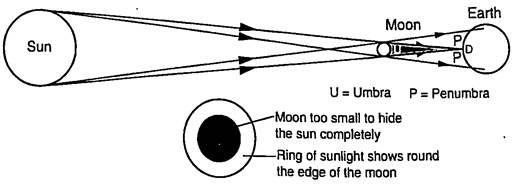 Earth
Moon
Sun
P
U
D
P
U = Umbra P = Penumbra
Moon too small to hide
the sun completely
Ring of sunlight shows round
the edge of the moon